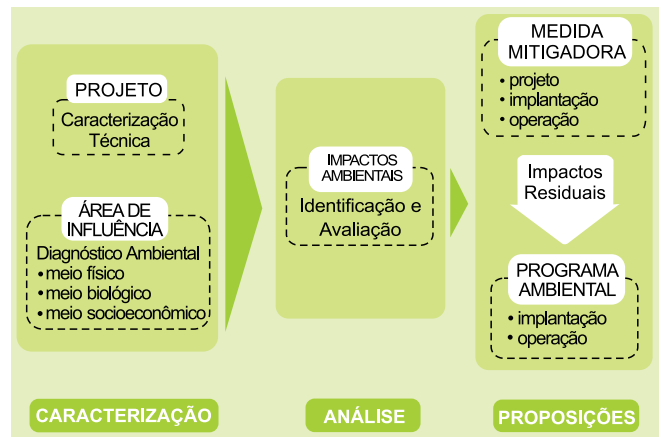 PROJETO
Caracterização
Técnica
ÁREA DE
INFLUÊNCIA
Diagnóstico Ambiental
• meio físico
• meio biológico
• meio socioeconômico
CARACTERIZAÇÃO
IMPACTOS
AMBIENTAIS
Identificação e
Avaliação
ANÁLISE
MEDIDA
MITIGADORA
• projeto
• implantação
• operação
Impactos
Residuais
PROGRAMA
AMBIENTAL
• implantação
• operação
PROPOSIÇÕES